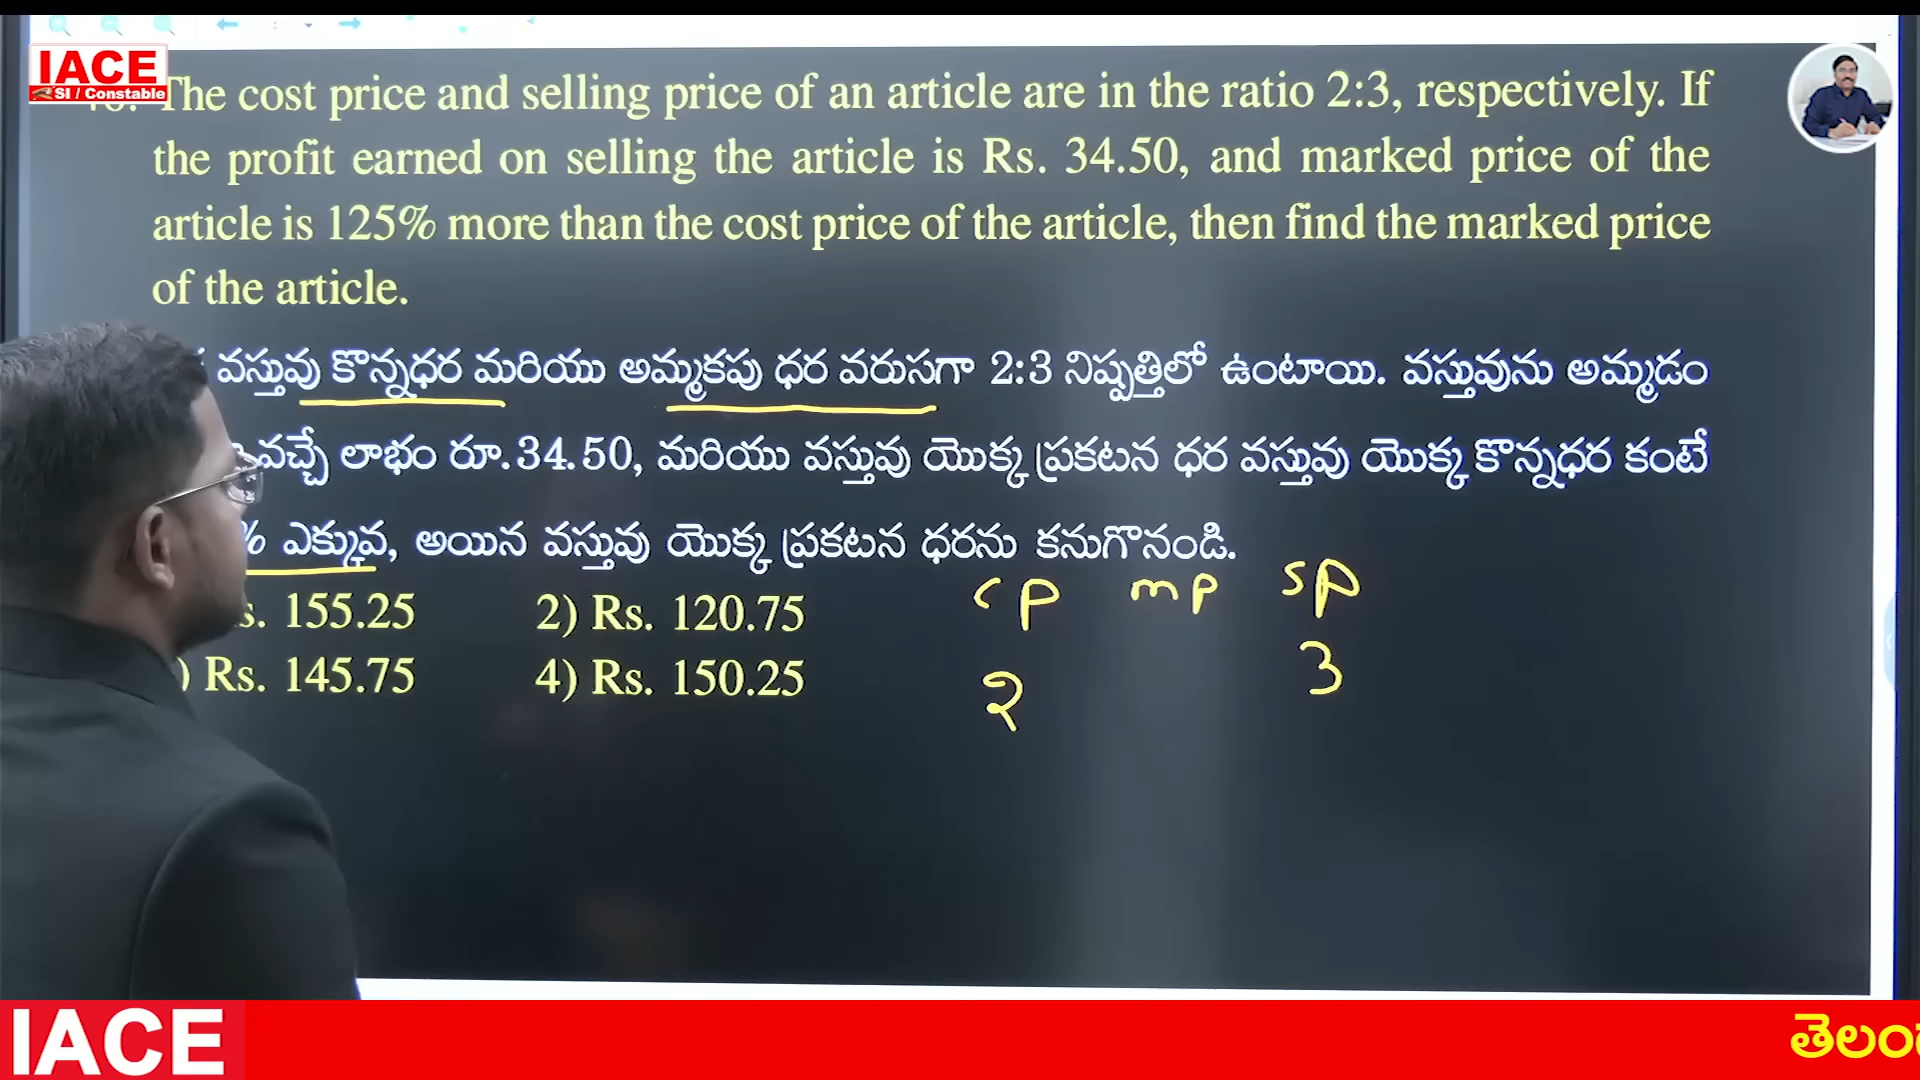 IACE
SI / Constable
The cost price and selling price of an article are in the ratio 2:3, respectively. If
the profit earned on selling the article is Rs. 34.50, and marked price of the
article is 125% more than the cost price of the article, then find the marked price
of the article.
వస్తువు కొన్నధర మరియు అమ్మకపు ధర వరుసగా 2:3 నిష్పత్తిలో ఉంటాయి. వస్తువును అమ్మడం
వచ్చే లాభం రూ.34.50, మరియు వస్తువు యొక్క ప్రకటన ధర వస్తువు యొక్క కొన్నధర కంటే
% ఎక్కువ, అయిన వస్తువు యొక్క ప్రకటన ధరను కనుగొనండి.
cp mp sp
s. 155.25 2) Rs. 120.75
) Rs. 145.75 4) Rs. 150.25
2 3
IACE